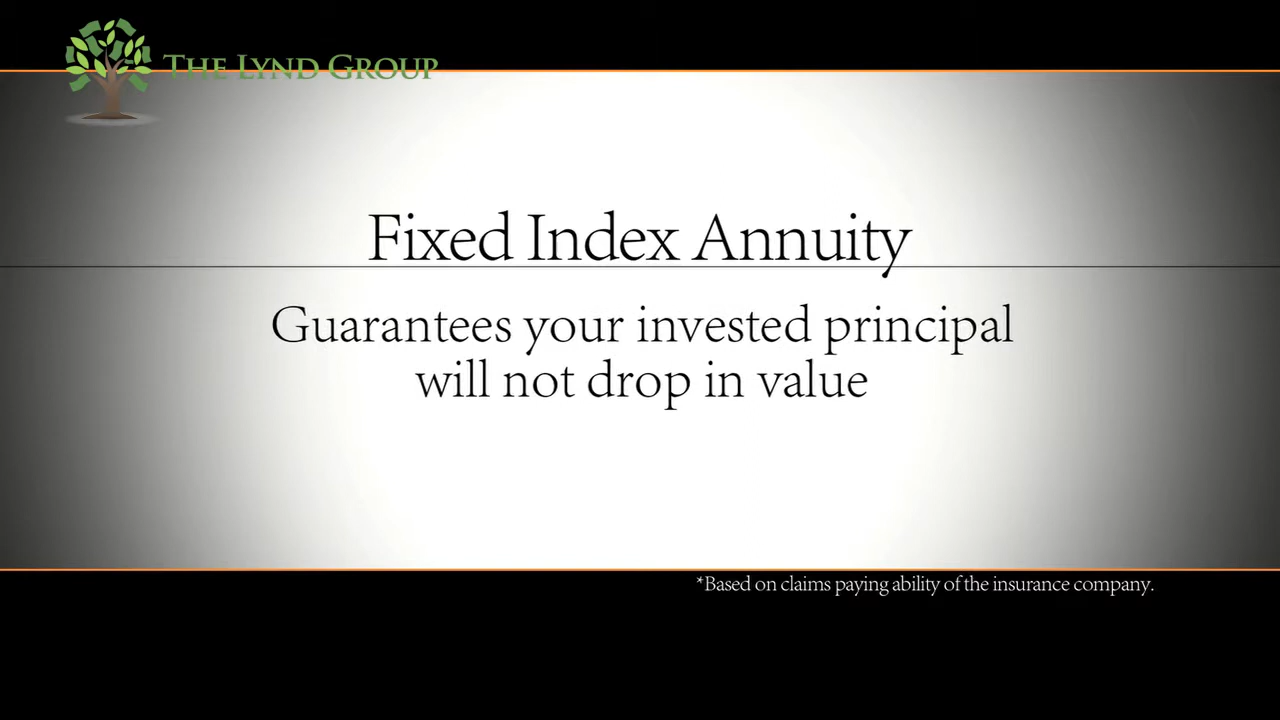 The Lynd Group
Fixed Index Annuity
Guarantees your invested principal
will not drop in value
*Based on claims paying ability of the insurance company.